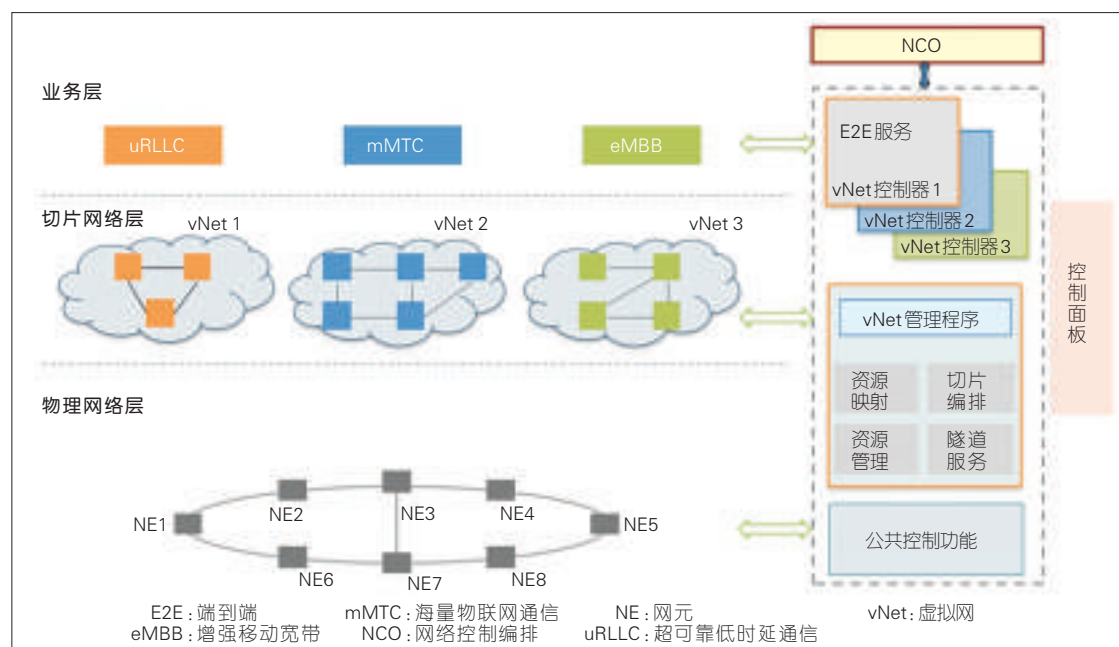 NCO
业务层
uRLLC
mMTC
eMBB
E2E服务
vNet控制器1
vNet控制器2
vNet控制器3
切片网络层
vNet 1
vNet 2
vNet 3
控制面板
vNet管理程序
资源映射
切片编排
资源管理
隧道服务
物理网络层
NE1
NE2
NE3
NE4
NE5
NE6
NE7
NE8
公共控制功能
E2E:端到端 mMTC:海量物联网通信 NE:网元 vNet:虚拟网
eMBB:增强移动宽带 NCO:网络控制编排 uRLLC:超可靠低时延通信